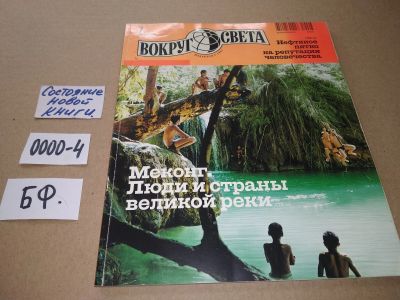 Состояние
новой
книги.
0000-4
БФ.
ВОКРУГ СВЕТА
Нефтяное
пятно
на репутации
человечества
Меконг.
Люди и страны
великой реки